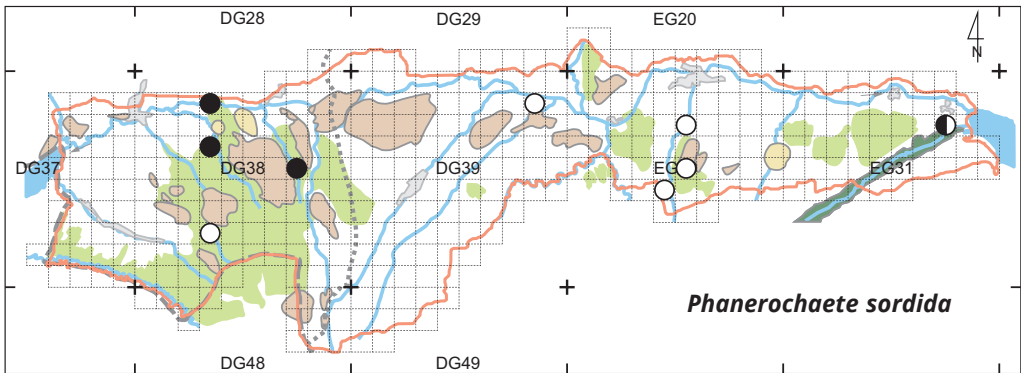 DG28 DG29 EG20
N
DG37 DG38 DG39 EG EG31
Phanerochaete sordida
DG48 DG49